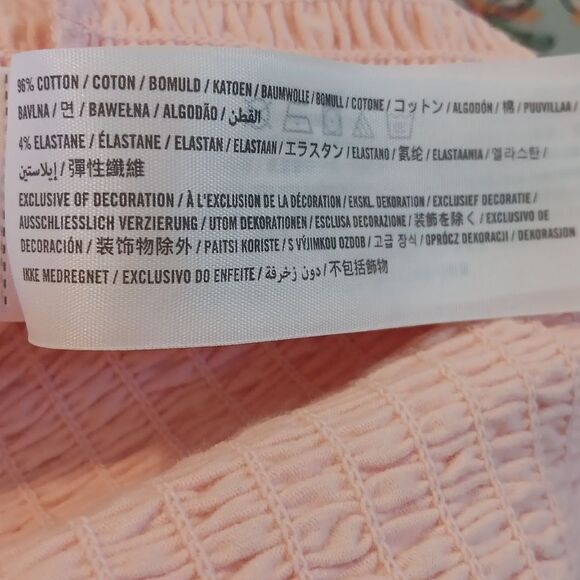 96% COTTON / COTON / BOMULD / KATOEN / BAUMWOLLE / BOMULL / COTONE / コットン / ALGODÓN / 棉 / PUUVILLAA /
BAVLNA / 면 / BAWEŁNA / ALGODÃO / القطن
4% ELASTANE / ÉLASTANE / ELASTAN / ELASTAAN / エラスタン / ELASTANO / 氨纶 / ELASTAANIA / 엘라스탄 /
إيلاستين / 彈性纖維
EXCLUSIVE OF DECORATION / À L'EXCLUSION DE LA DÉCORATION / EKSKL. DEKORATION / EXCLUSIEF DECORATIE /
AUSSCHLIESSLICH VERZIERUNG / UTOM DEKORATIONEN / ESCLUSA DECORAZIONE / 装飾を除く / EXCLUSIVO DE
DECORACIÓN / 装饰物除外 / PAITSI KORISTE / S VÝJIMKOU OZDOB / 고급 장식 / OPRÓCZ DEKORACJI / DEKORASJON
IKKE MEDREGNET / EXCLUSIVO DO ENFEITE / دون زخرفة / 不包括飾物